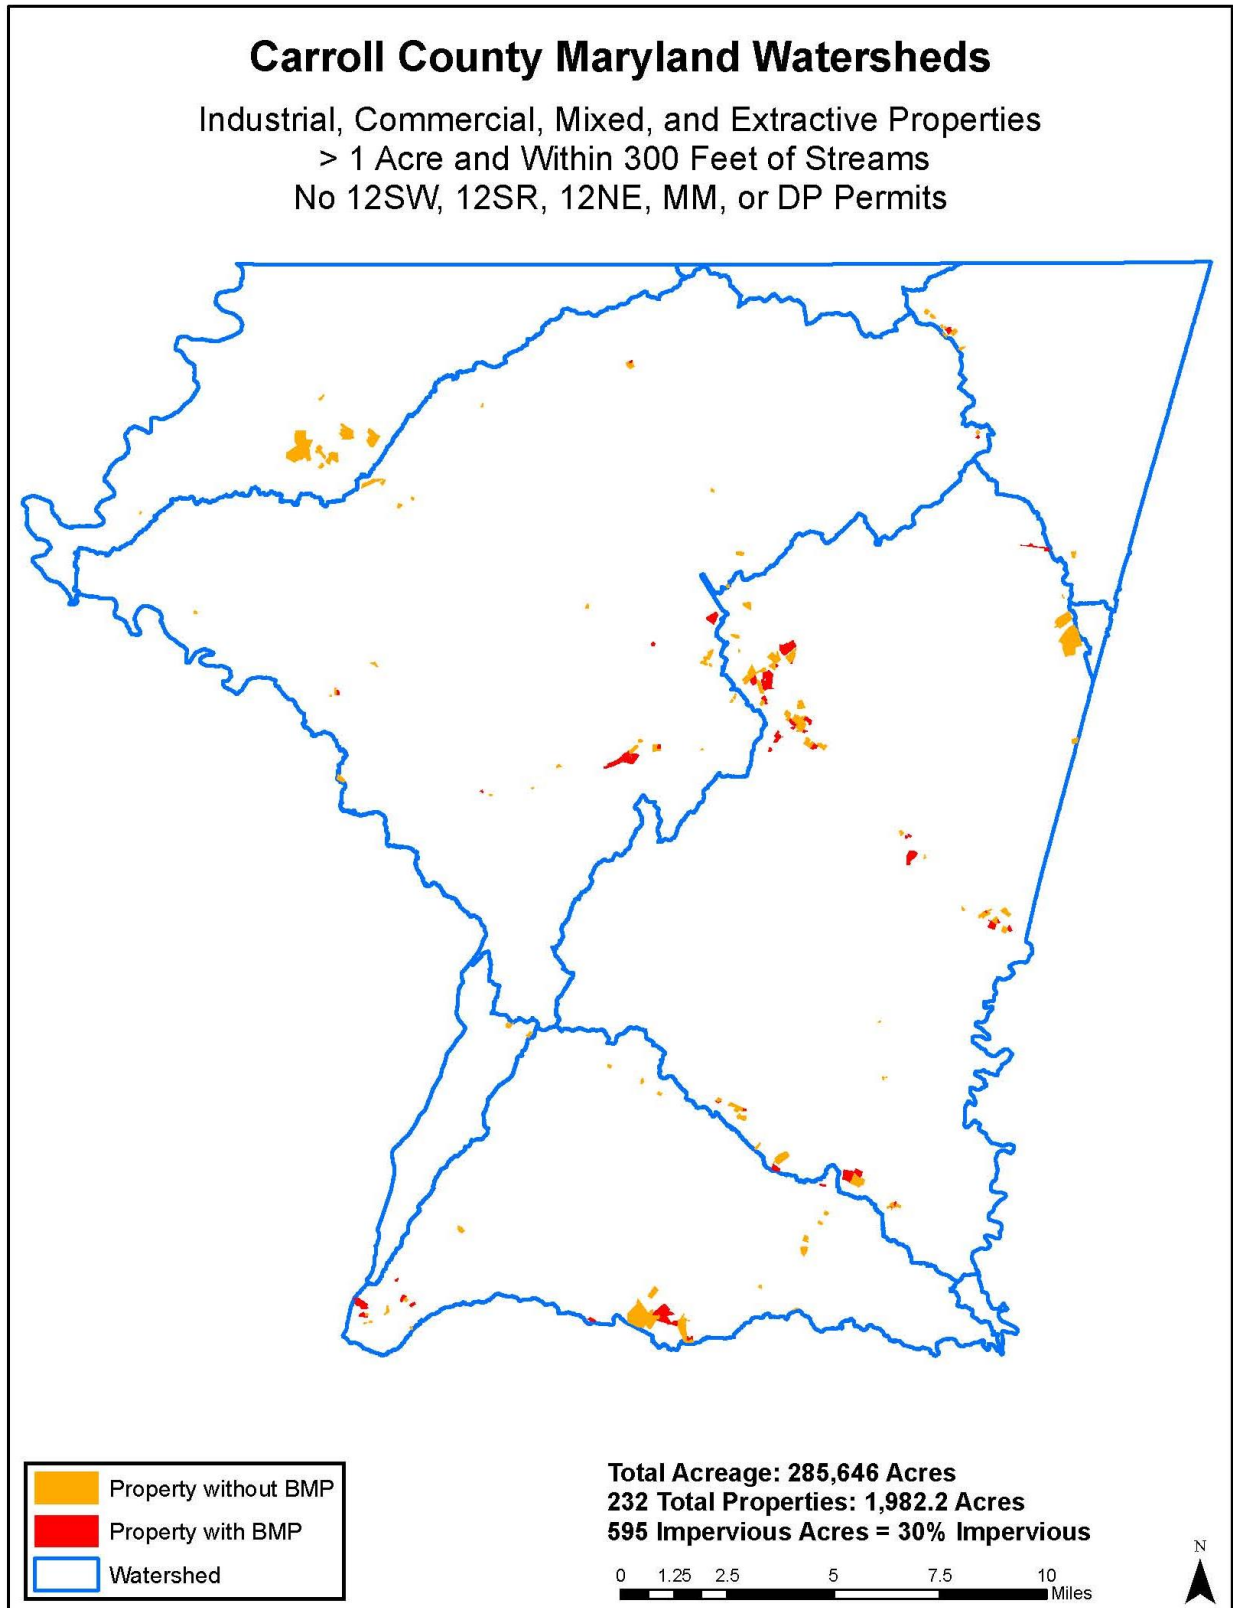 Carroll County Maryland Watersheds
Industrial, Commercial, Mixed, and Extractive Properties
> 1 Acre and Within 300 Feet of Streams
No 12SW, 12SR, 12NE, MM, or DP Permits
Property without BMP
Property with BMP
Watershed
Total Acreage: 285,646 Acres
232 Total Properties: 1,982.2 Acres
595 Impervious Acres = 30% Impervious
0 1.25 2.5 5 7.5 10
Miles
N